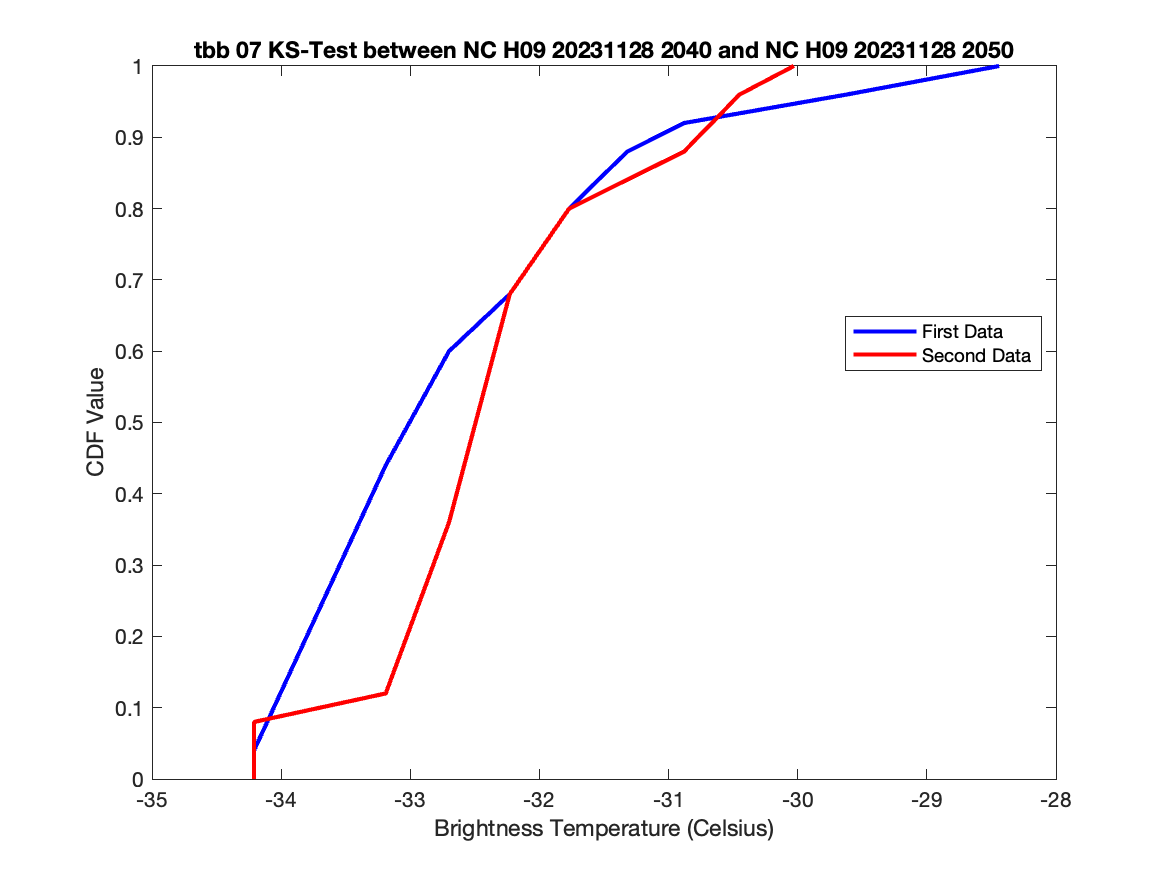 tbb 07 KS-Test between NC H09 20231128 2040 and NC H09 20231128 2050
1
0.9
0.8
0.7
0.6
0.5
0.4
0.3
0.2
0.1
0
CDF Value
First Data
Second Data
-35 -34 -33 -32 -31 -30 -29 -28
Brightness Temperature (Celsius)